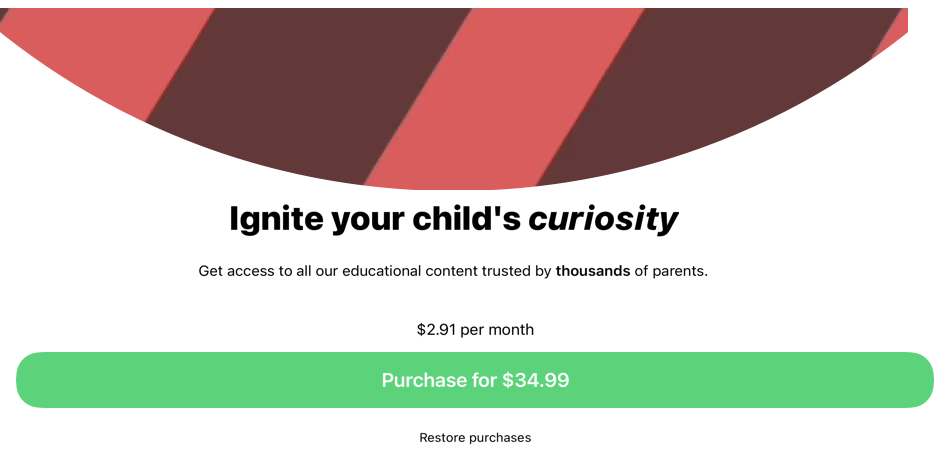 Ignite your child's curiosity
Get access to all our educational content trusted by thousands of parents.
$2.91 per month
Purchase for $34.99
Restore purchases